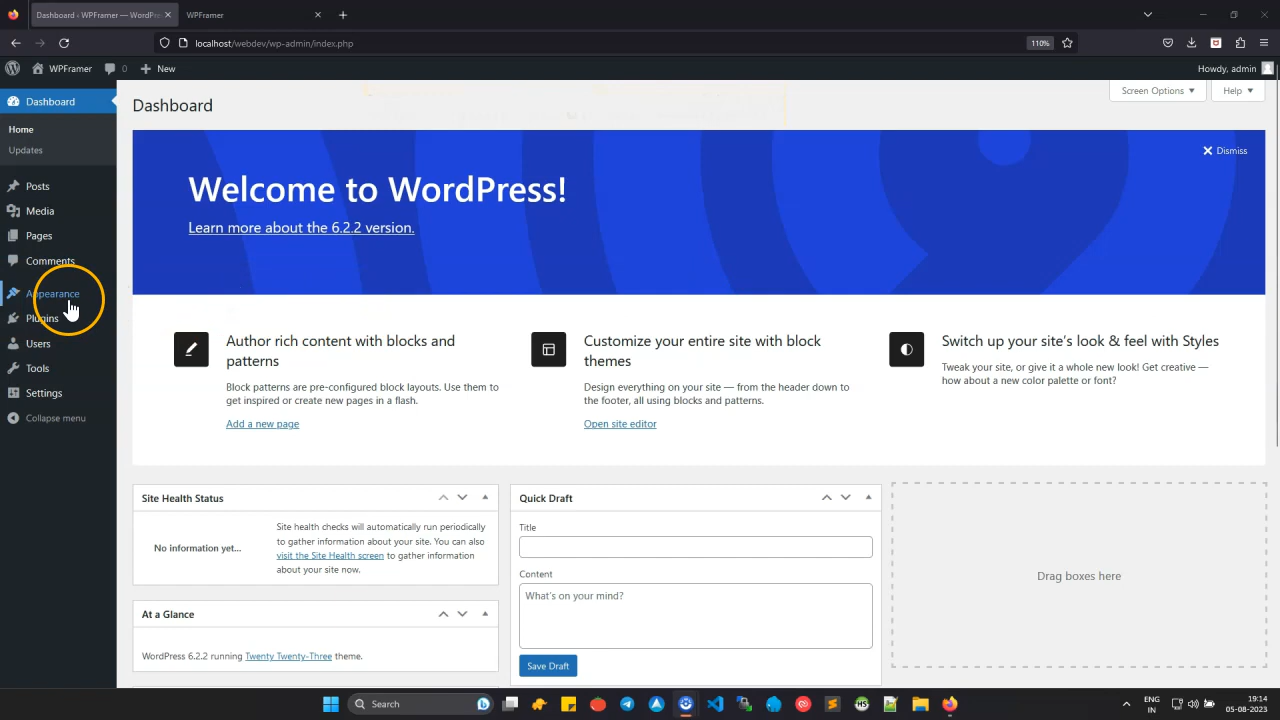 Dashboard ‹ WPFramer — WordPre
WPFramer
localhost/webdev/wp-admin/index.php
110%
WPFramer
0
New
Howdy, admin
Dashboard
Home
Updates
Posts
Media
Pages
Comments
Appearance
Plugins
Users
Tools
Settings
Collapse menu
Dashboard
Screen Options
Help
Welcome to WordPress!
Learn more about the 6.2.2 version.
Dismiss
Author rich content with blocks and
patterns
Block patterns are pre-configured block layouts. Use them to
get inspired or create new pages in a flash.
Add a new page
Customize your entire site with block
themes
Design everything on your site — from the header down to
the footer, all using blocks and patterns.
Open site editor
Switch up your site's look & feel with Styles
Tweak your site, or give it a whole new look! Get creative —
how about a new color palette or font?
Site Health Status
No information yet...
Site health checks will automatically run periodically
to gather information about your site. You can also
visit the Site Health screen to gather information
about your site now.
At a Glance
WordPress 6.2.2 running Twenty Twenty-Three theme.
Quick Draft
Title
Content
What's on your mind?
Save Draft
Drag boxes here
Search
HS
ENG
IN
19:14
05-08-2023